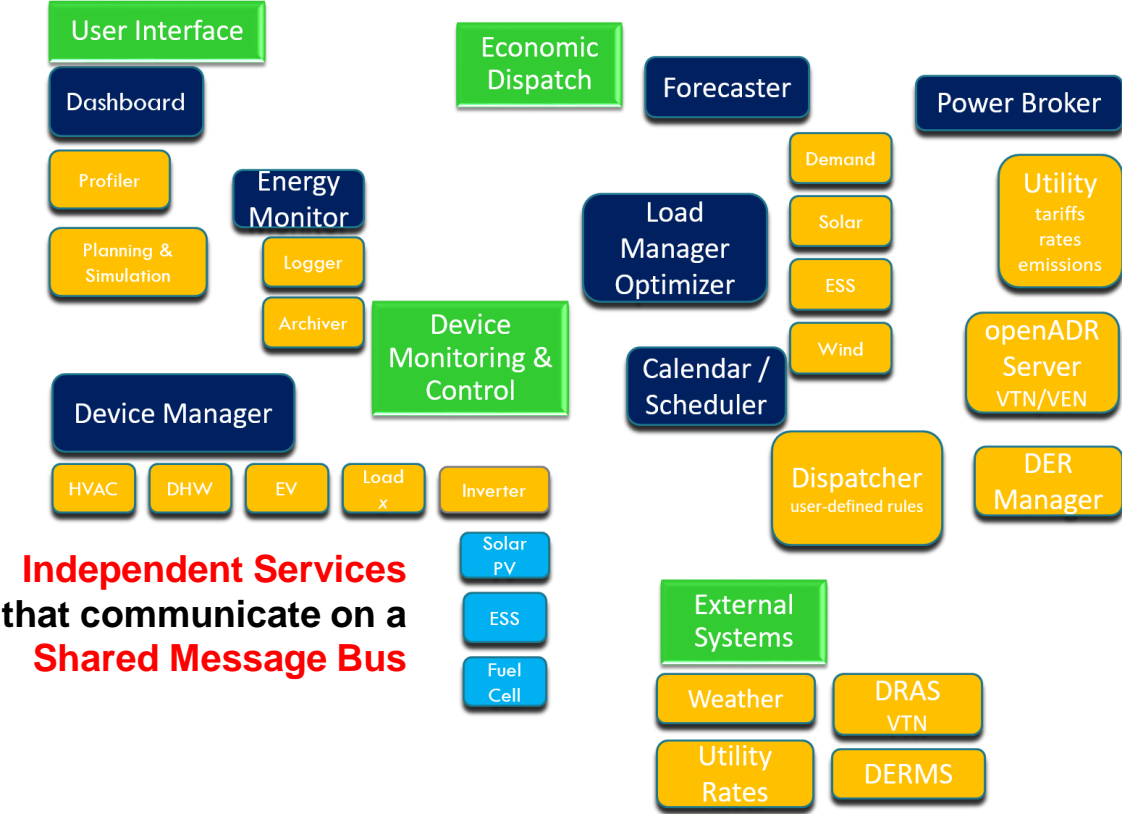 User Interface
Dashboard
Profiler
Planning &
Simulation
Energy
Monitor
Logger
Archiver
Device
Monitoring &
Control
Device Manager
HVAC
DHW
EV
Load
x
Inverter
Solar
PV
ESS
Fuel
Cell
Independent Services
that communicate on a
Shared Message Bus
Economic
Dispatch
Forecaster
Demand
Solar
ESS
Wind
Load
Manager
Optimizer
Calendar /
Scheduler
Dispatcher
user-defined rules
Power Broker
Utility
tariffs
rates
emissions
openADR
Server
VTN/VEN
DER
Manager
External
Systems
Weather
DRAS
VTN
Utility
Rates
DERMS